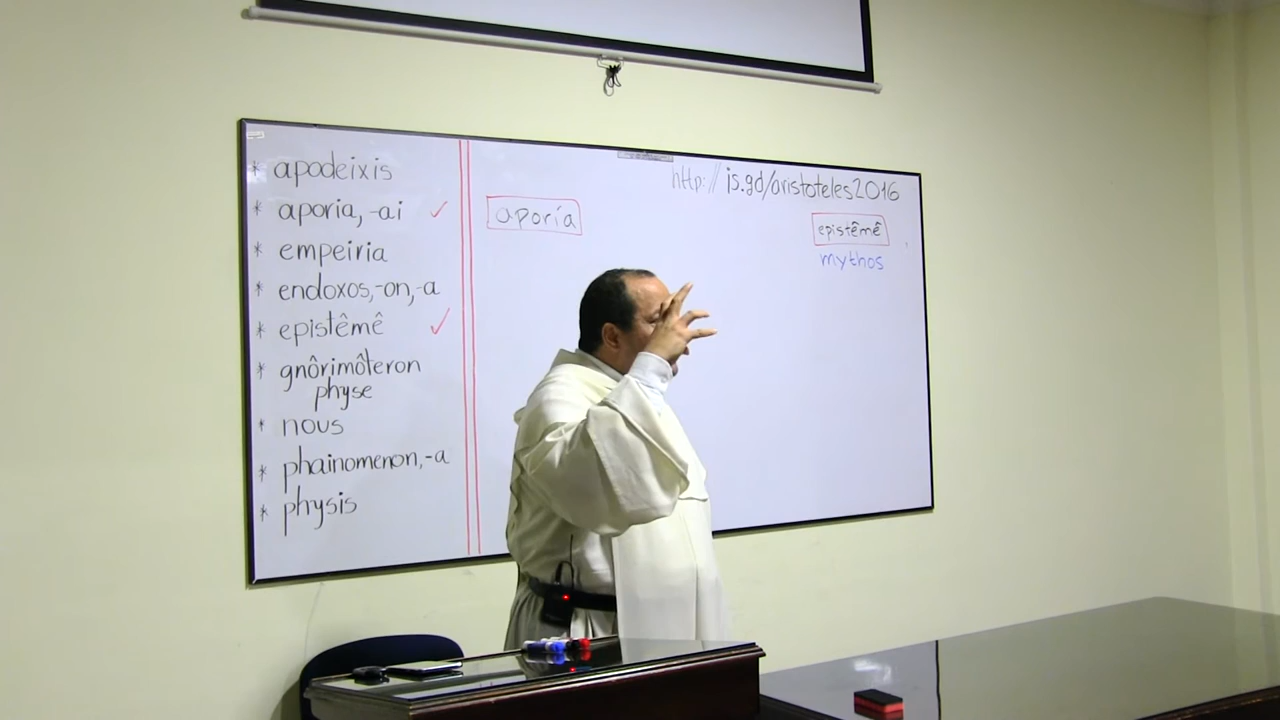 * apodeixis
* aporia, -ai ✓
* empeiria
* endoxos,-on,-a
* epistêmê ✓
* gnôrimôteron
physe
* nous
* phainomenon,-a
* physis
aporía
http://is.gd/aristoteles2016
epistêmê
mythos